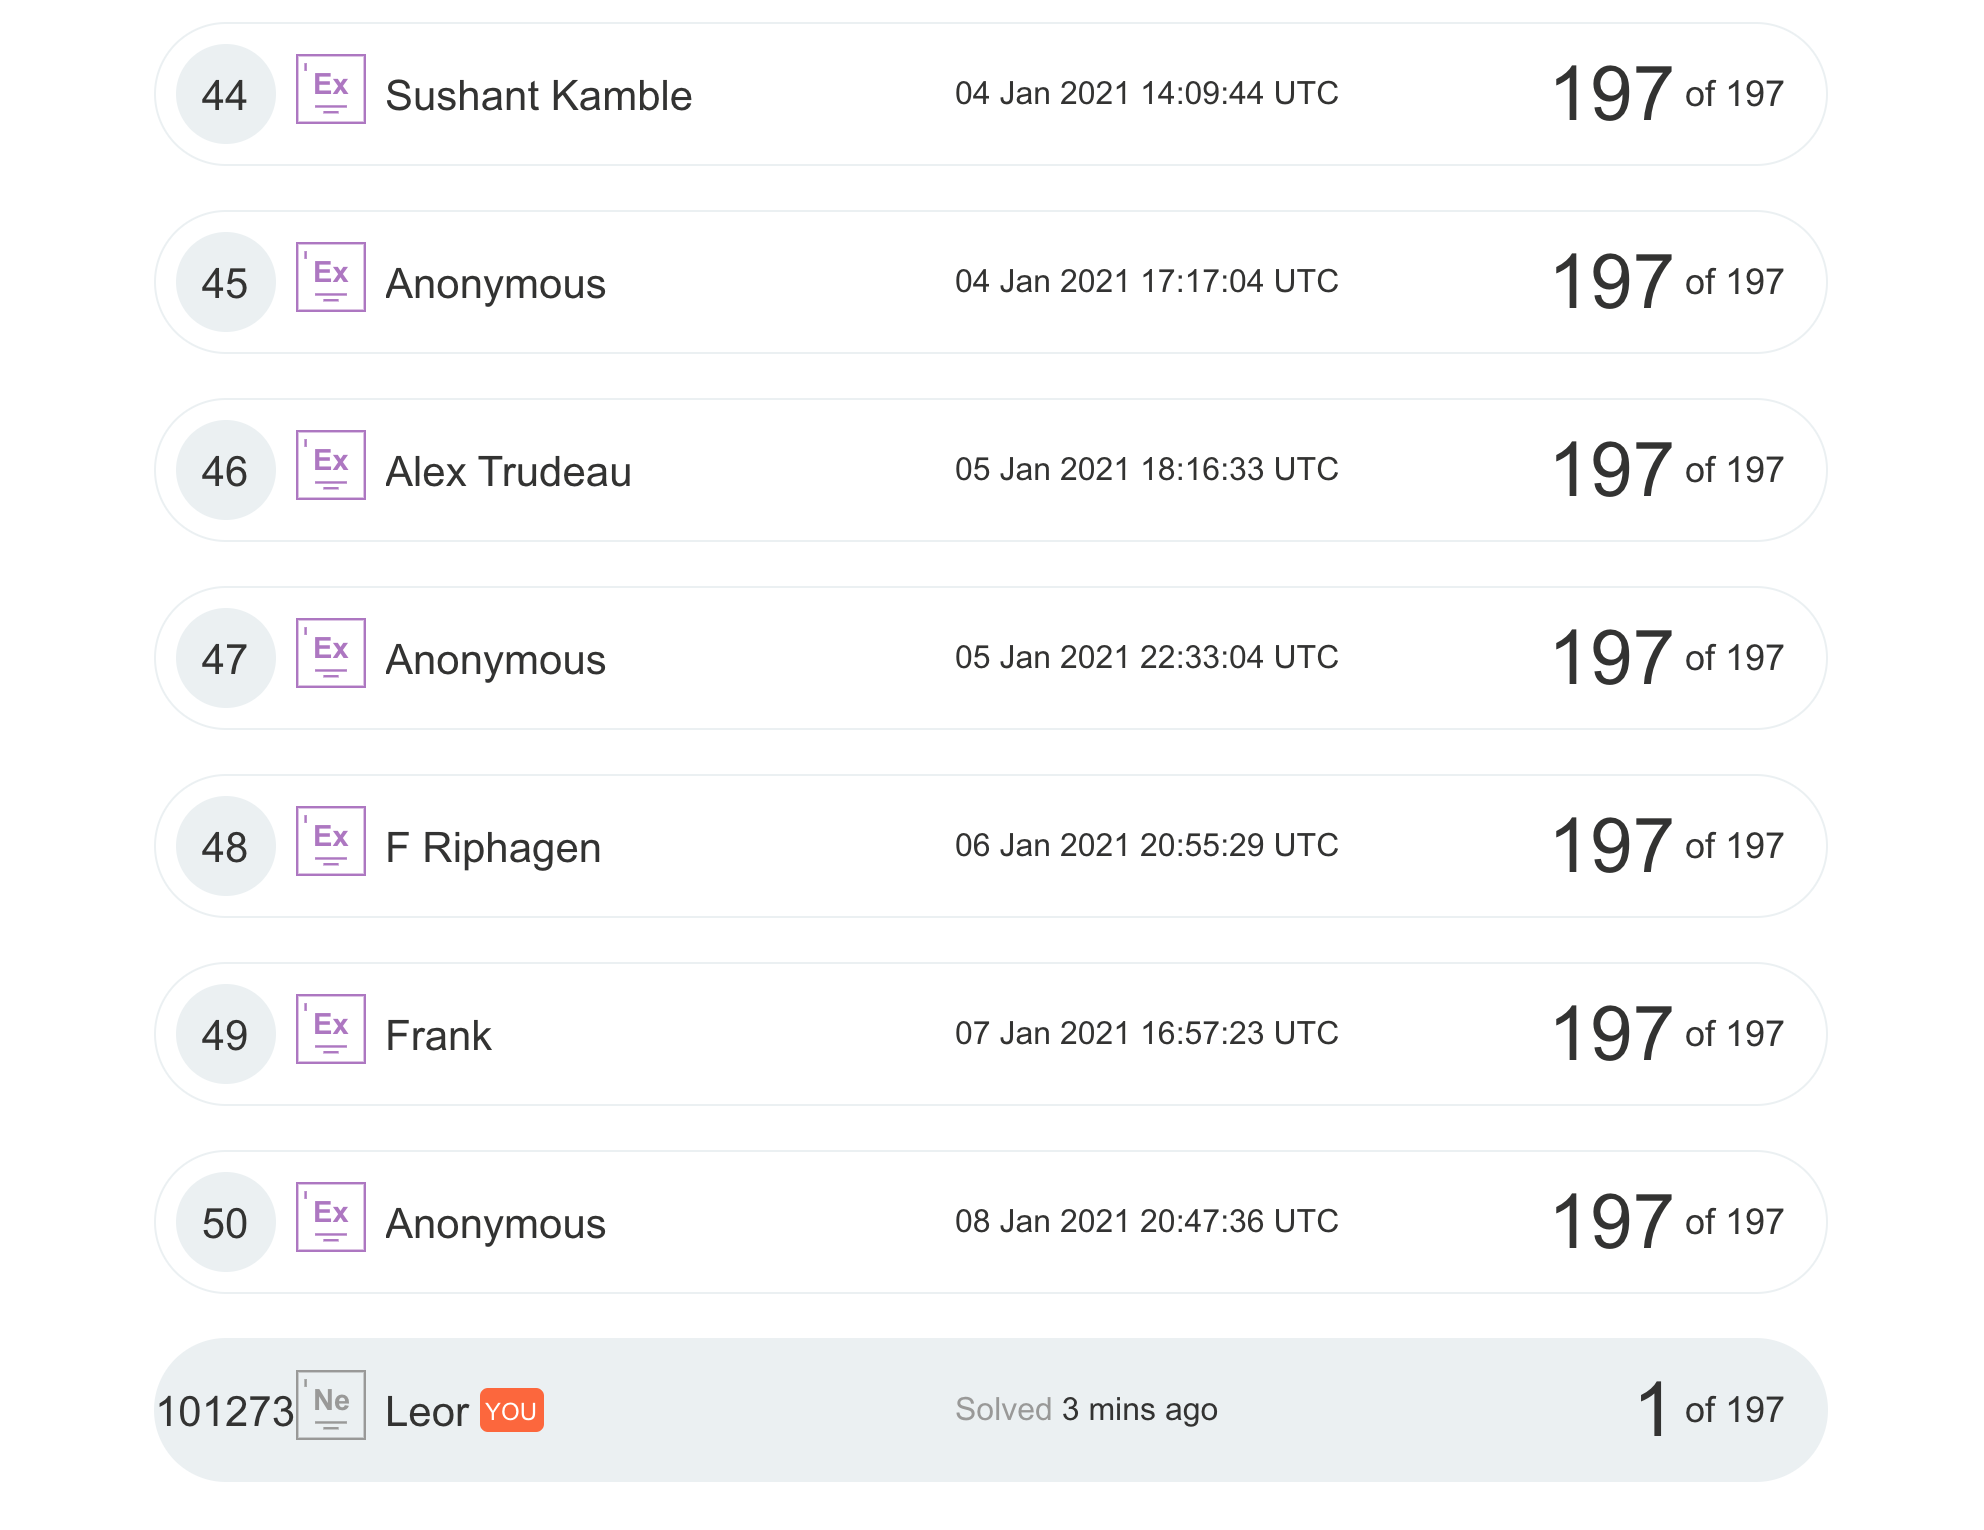 44 Ex Sushant Kamble 04 Jan 2021 14:09:44 UTC 197 of 197
45 Ex Anonymous 04 Jan 2021 17:17:04 UTC 197 of 197
46 Ex Alex Trudeau 05 Jan 2021 18:16:33 UTC 197 of 197
47 Ex Anonymous 05 Jan 2021 22:33:04 UTC 197 of 197
48 Ex F Riphagen 06 Jan 2021 20:55:29 UTC 197 of 197
49 Ex Frank 07 Jan 2021 16:57:23 UTC 197 of 197
50 Ex Anonymous 08 Jan 2021 20:47:36 UTC 197 of 197
101273 Ne Leor YOU Solved 3 mins ago 1 of 197